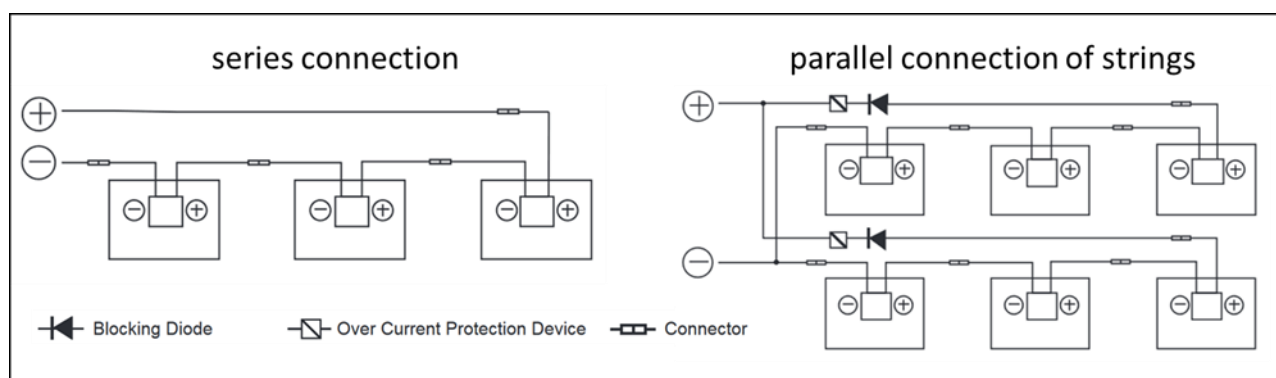 series connection
parallel connection of strings
Blocking Diode
Over Current Protection Device
Connector